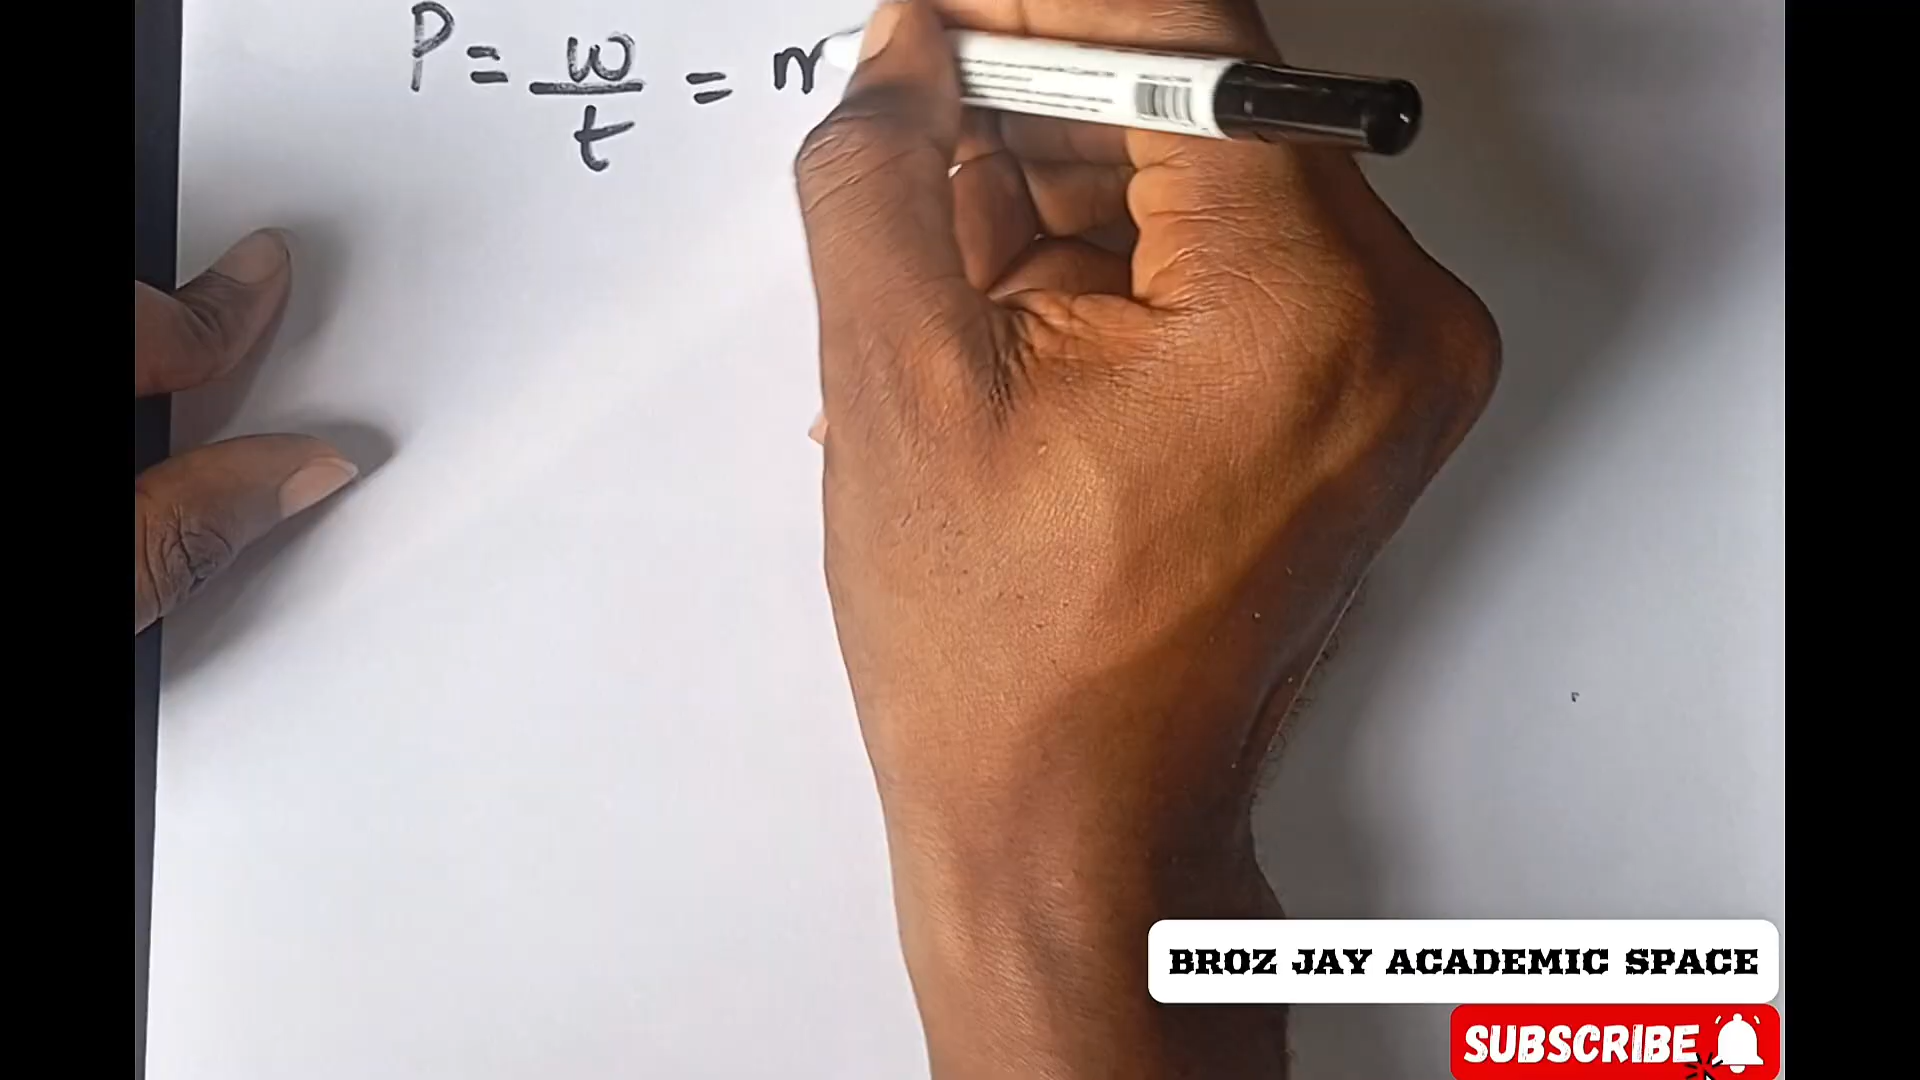 P = w/t = m
BROZ JAY ACADEMIC SPACE
SUBSCRIBE